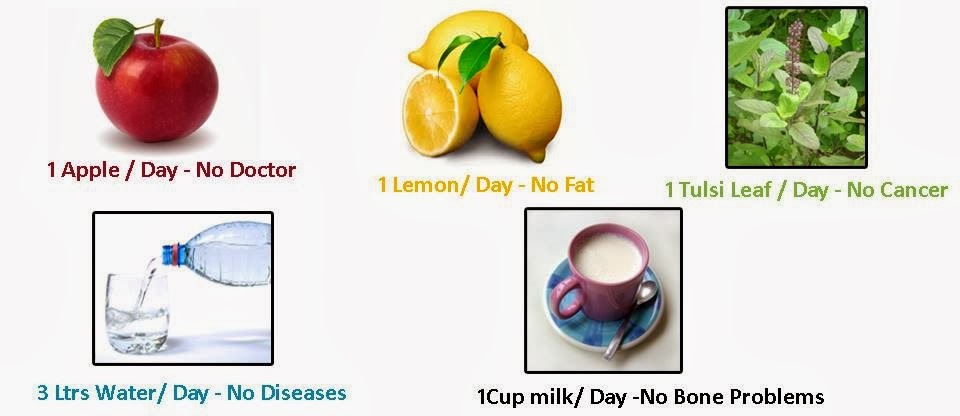 1 Apple / Day - No Doctor
1 Lemon/ Day - No Fat
1 Tulsi Leaf / Day - No Cancer
3 Ltrs Water/ Day - No Diseases
1Cup milk/ Day -No Bone Problems